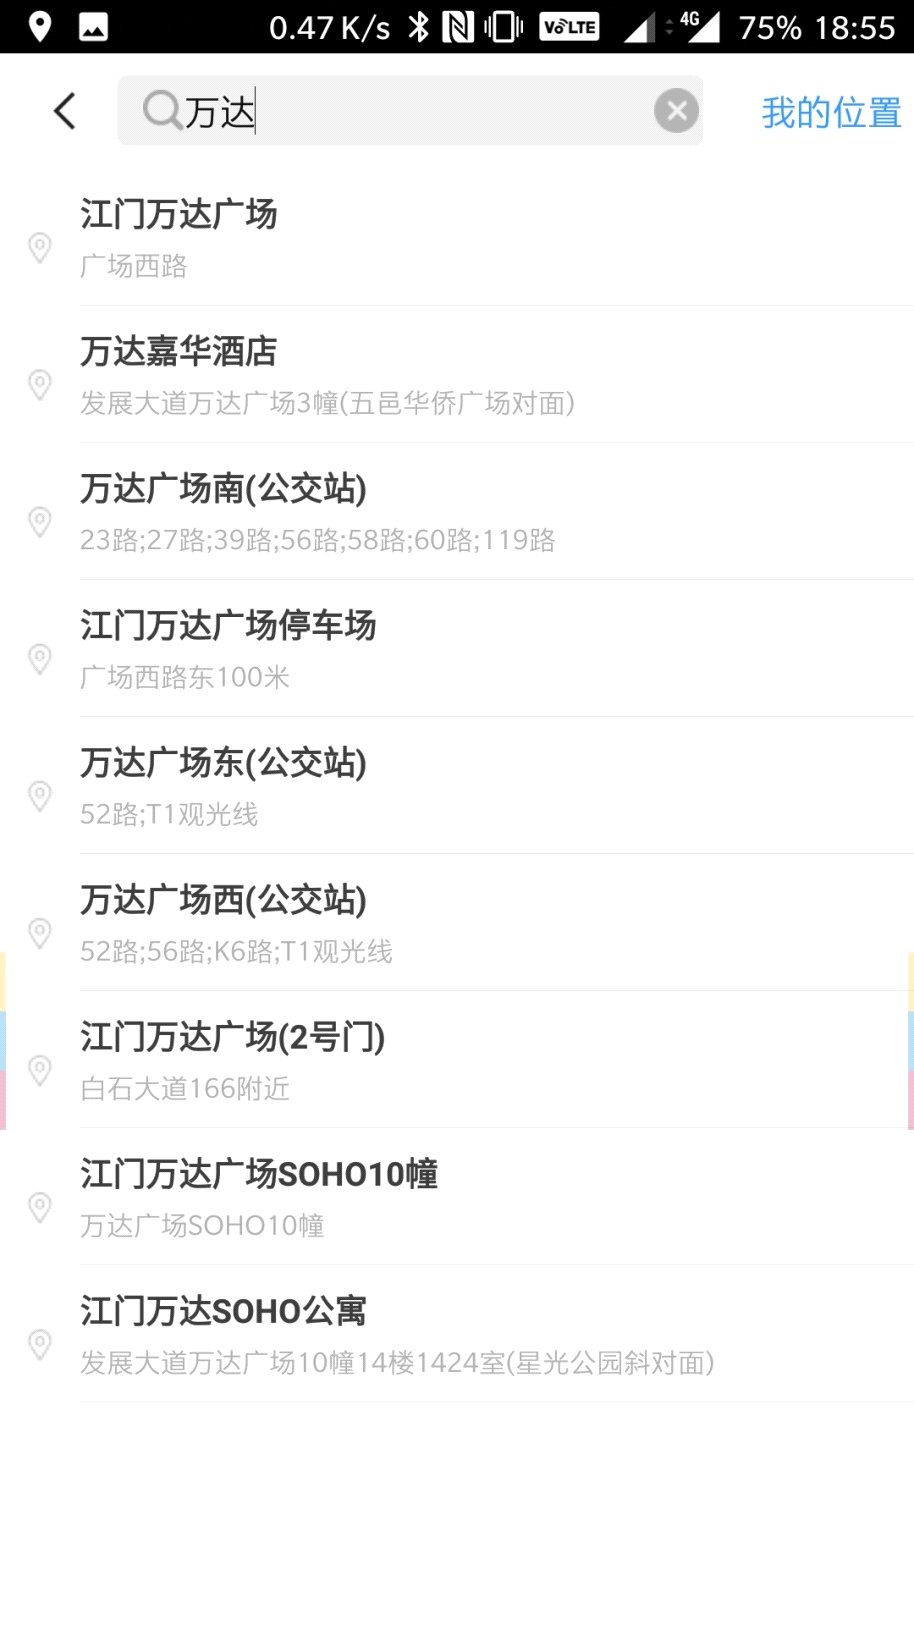 0.47 K/s VoLTE 4G 75% 18:55
万达
我的位置
江门万达广场
广场西路
万达嘉华酒店
发展大道万达广场3幢(五邑华侨广场对面)
万达广场南(公交站)
23路;27路;39路;56路;58路;60路;119路
江门万达广场停车场
广场西路东100米
万达广场东(公交站)
52路;T1观光线
万达广场西(公交站)
52路;56路;K6路;T1观光线
江门万达广场(2号门)
白石大道166附近
江门万达广场SOHO10幢
万达广场SOHO10幢
江门万达SOHO公寓
发展大道万达广场10幢14楼1424室(星光公园斜对面)